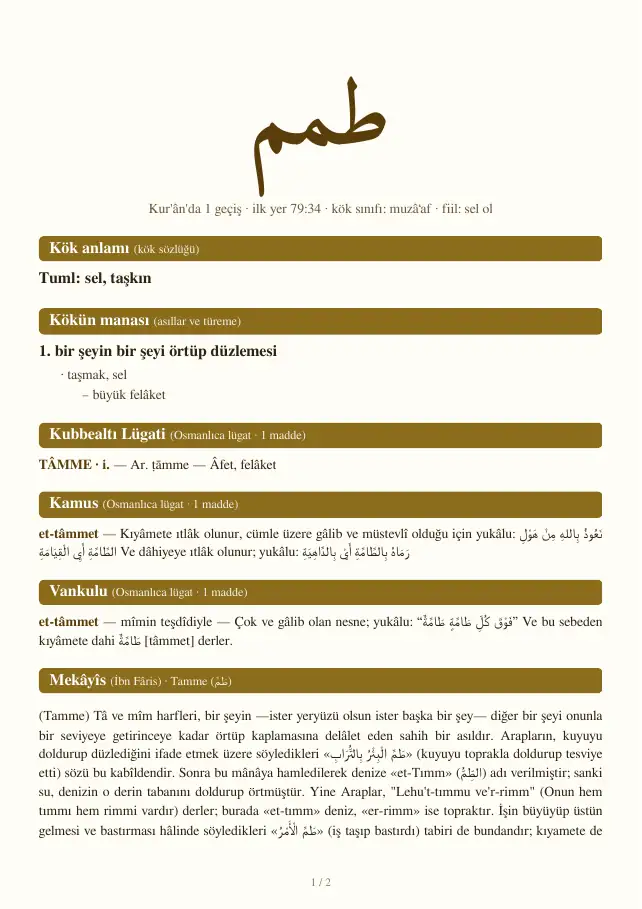 طمم
Kur'ân'da 1 geçiş · ilk yer 79:34 · kök sınıfı: muzâ'af · fiil: sel ol
Kök anlamı (kök sözlüğü)
Tuml: sel, taşkın
Kökün manası (asıllar ve türeme)
1. bir şeyin bir şeyi örtüp düzlemesi
· taşmak, sel
– büyük felâket
Kubbealtı Lügati (Osmanlıca lügat · 1 madde)
TÂMME · i. — Ar. ṭāmme — Âfet, felâket
Kamus (Osmanlıca lügat · 1 madde)
et-tâmmet — Kıyâmete ıtlâk olunur, cümle üzere gâlib ve müstevlî olduğu için yukâlu: نَعُوذُ بِاللهِ مِنْ هَوْلِ
الطَّامَّةِ أَيِ الْقِيَامَةِ Ve dâhiyeye ıtlâk olunur; yukâlu: رَمَاهُ بِالطَّامَّةِ أَيْ بِالدَّاهِيَةِ
Vankulu (Osmanlıca lügat · 1 madde)
et-tâmmet — mîmin teşdîdiyle — Çok ve gâlib olan nesne; yukâlu: “فَوْقَ كُلِّ طَامَّةٍ طَامَّةٌ” Ve bu sebeden
kıyâmete dahi طَامَّةٌ [tâmmet] derler.
Mekâyîs (İbn Fâris) · Tamme (طَمَّ)
(Tamme) Tâ ve mîm harfleri, bir şeyin —ister yeryüzü olsun ister başka bir şey— diğer bir şeyi onunla
bir seviyeye getirinceye kadar örtüp kaplamasına delâlet eden sahih bir asıldır. Arapların, kuyuyu
doldurup düzlediğini ifade etmek üzere söyledikleri «طَمَّ الْبِئْرَ بِالتُّرَابِ» (kuyuyu toprakla doldurup tesviye
etti) sözü bu kabîldendir. Sonra bu mânâya hamledilerek denize «et-Tımm» (الطِّمُّ) adı verilmiştir; sanki
su, denizin o derin tabanını doldurup örtmüştür. Yine Araplar, "Lehu't-tımmu ve'r-rimm" (Onun hem
tımmı hem rimmi vardır) derler; burada «et-tımm» deniz, «er-rimm» ise topraktır. İşin büyüyüp üstün
gelmesi ve bastırması hâlinde söyledikleri «طَمَّ الْأَمْرُ» (iş taşıp bastırdı) tabiri de bundandır; kıyamete de
1 / 2